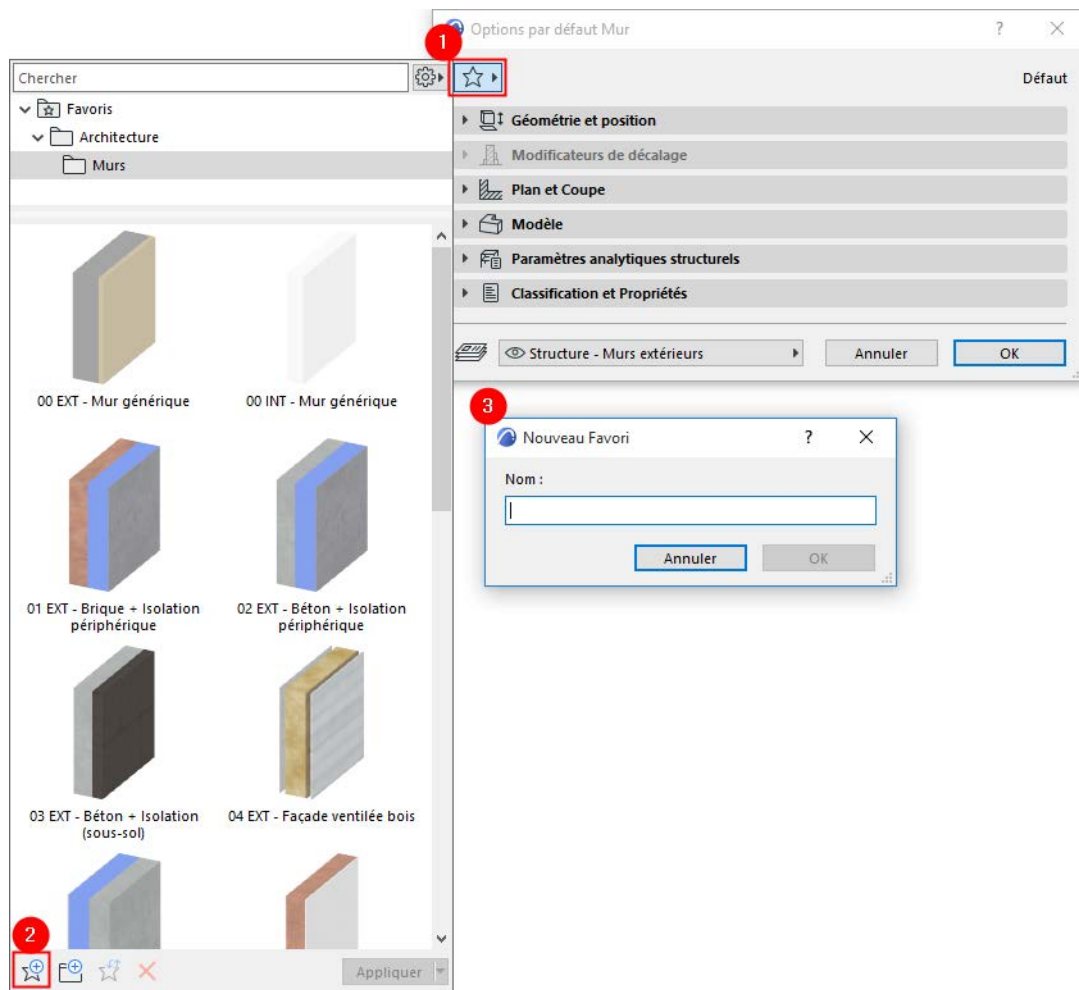 Options par défaut Mur
?
1
Chercher
Défaut
Favoris
Architecture
Murs
Géométrie et position
Modificateurs de décalage
Plan et Coupe
Modèle
Paramètres analytiques structurels
Classification et Propriétés
Structure - Murs extérieurs
Annuler
OK
00 EXT - Mur générique
00 INT - Mur générique
01 EXT - Brique + Isolation
périphérique
02 EXT - Béton + Isolation
périphérique
03 EXT - Béton + Isolation
(sous-sol)
04 EXT - Façade ventilée bois
2
Appliquer
3
Nouveau Favori
?
Nom :
Annuler
OK